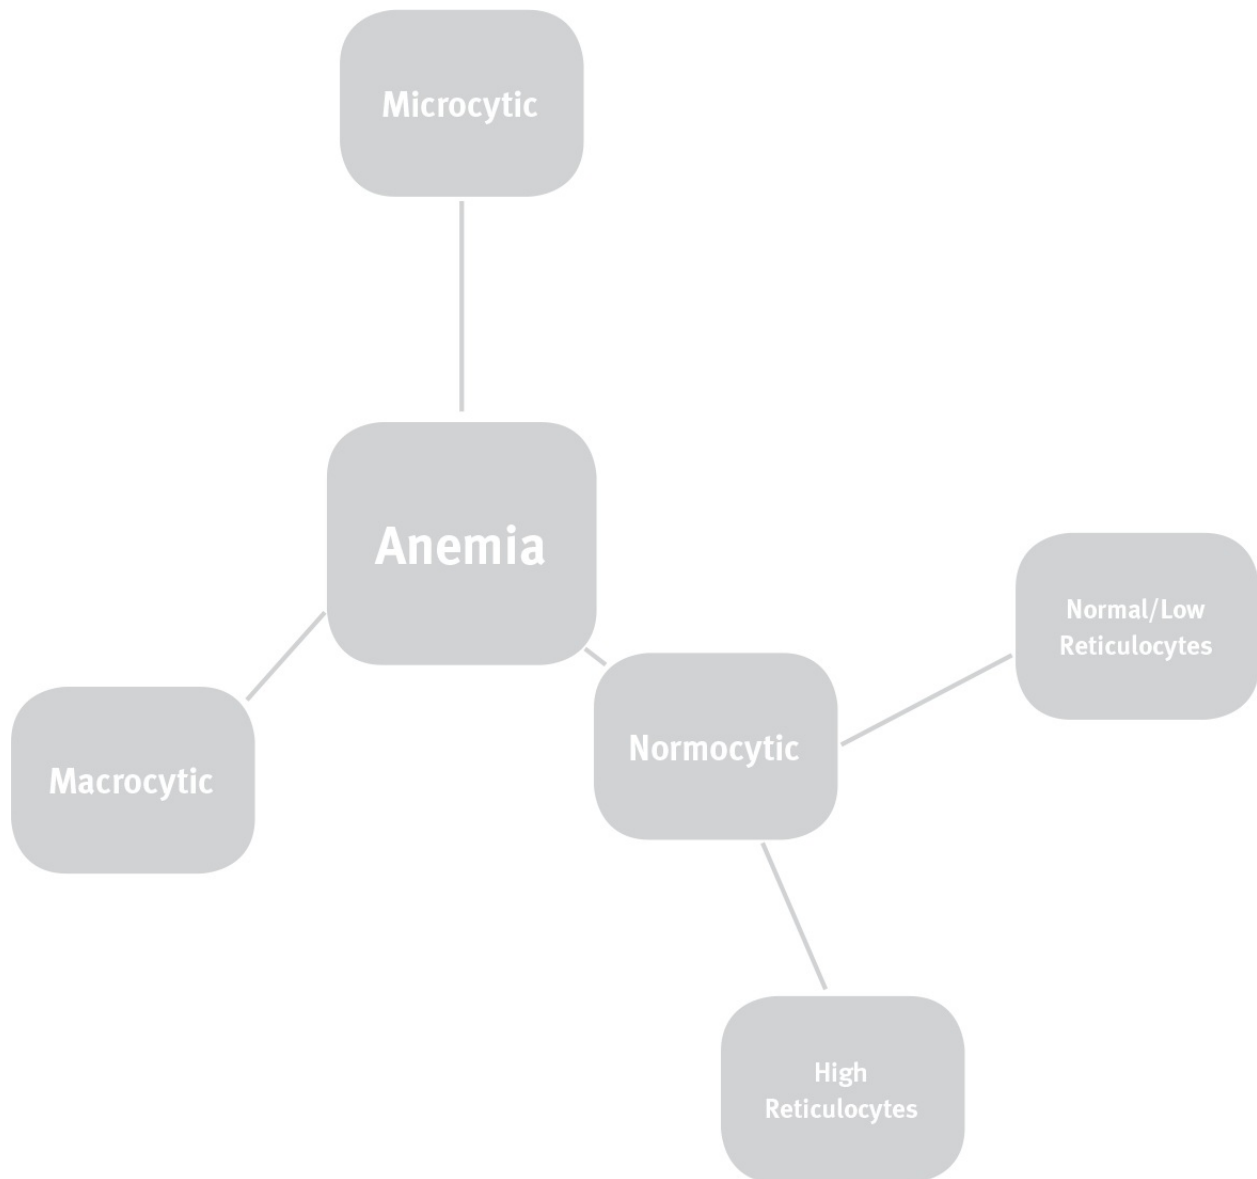 Microcytic
Anemia
Normal/Low
Reticulocytes
Normocytic
Macrocytic
High
Reticulocytes